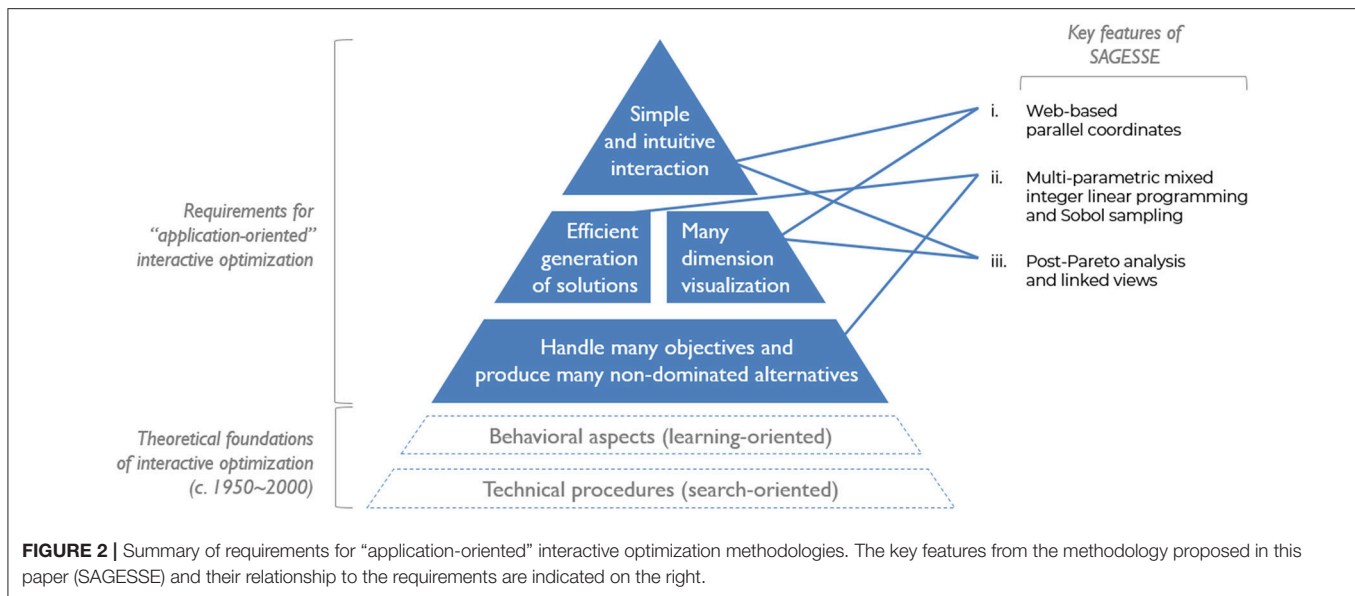 Key features of
SAGESSE
Simple
and intuitive
interaction
i. Web-based
parallel coordinates
ii. Multi-parametric mixed
integer linear programming
and Sobol sampling
iii. Post-Pareto analysis
and linked views
Requirements for
“application-oriented”
interactive optimization
Efficient
generation
of solutions
Many
dimension
visualization
Handle many objectives and
produce many non-dominated alternatives
Theoretical foundations
of interactive optimization
(c. 1950~2000)
Behavioral aspects (learning-oriented)
Technical procedures (search-oriented)
FIGURE 2 | Summary of requirements for “application-oriented” interactive optimization methodologies. The key features from the methodology proposed in this
paper (SAGESSE) and their relationship to the requirements are indicated on the right.